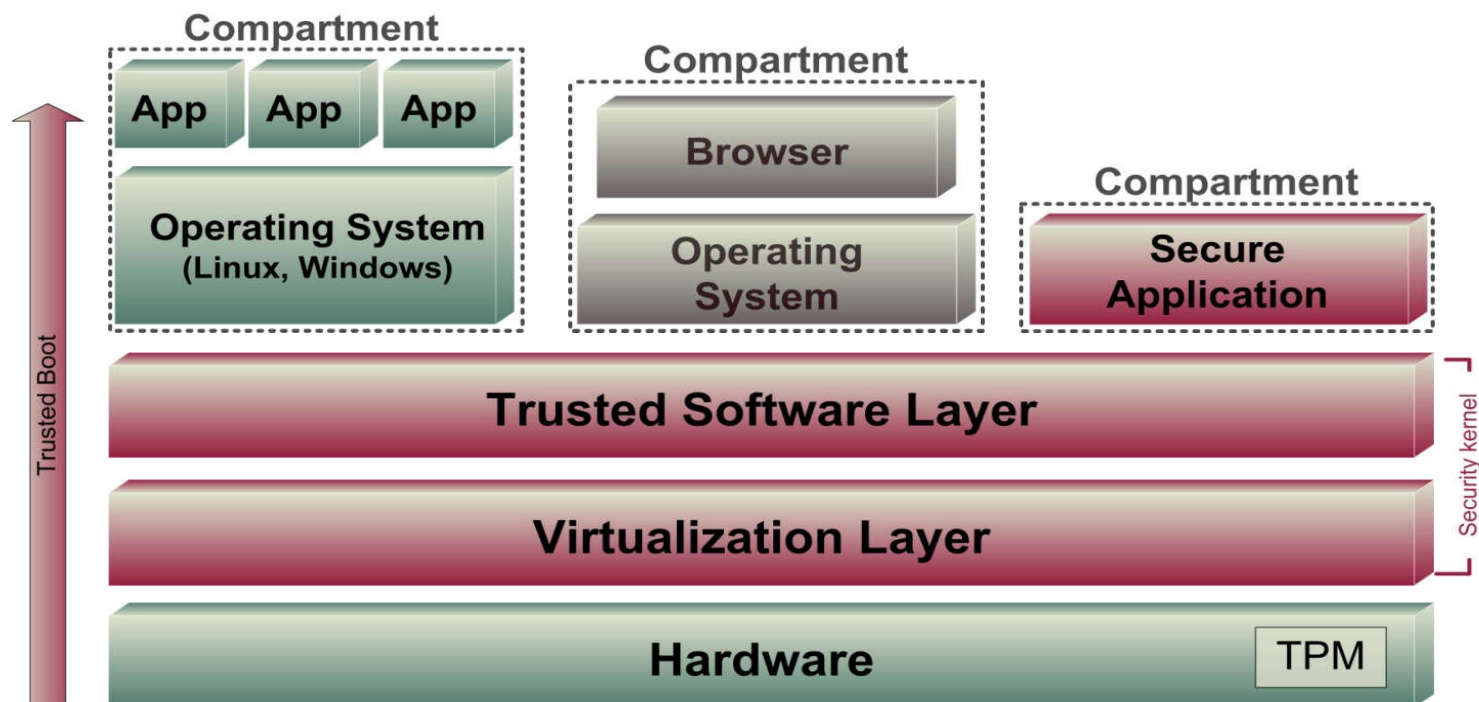 Compartment
App App App
Operating System
(Linux, Windows)
Compartment
Browser
Operating
System
Compartment
Secure
Application
Trusted Boot
Trusted Software Layer
Security kernel
Virtualization Layer
Hardware
TPM